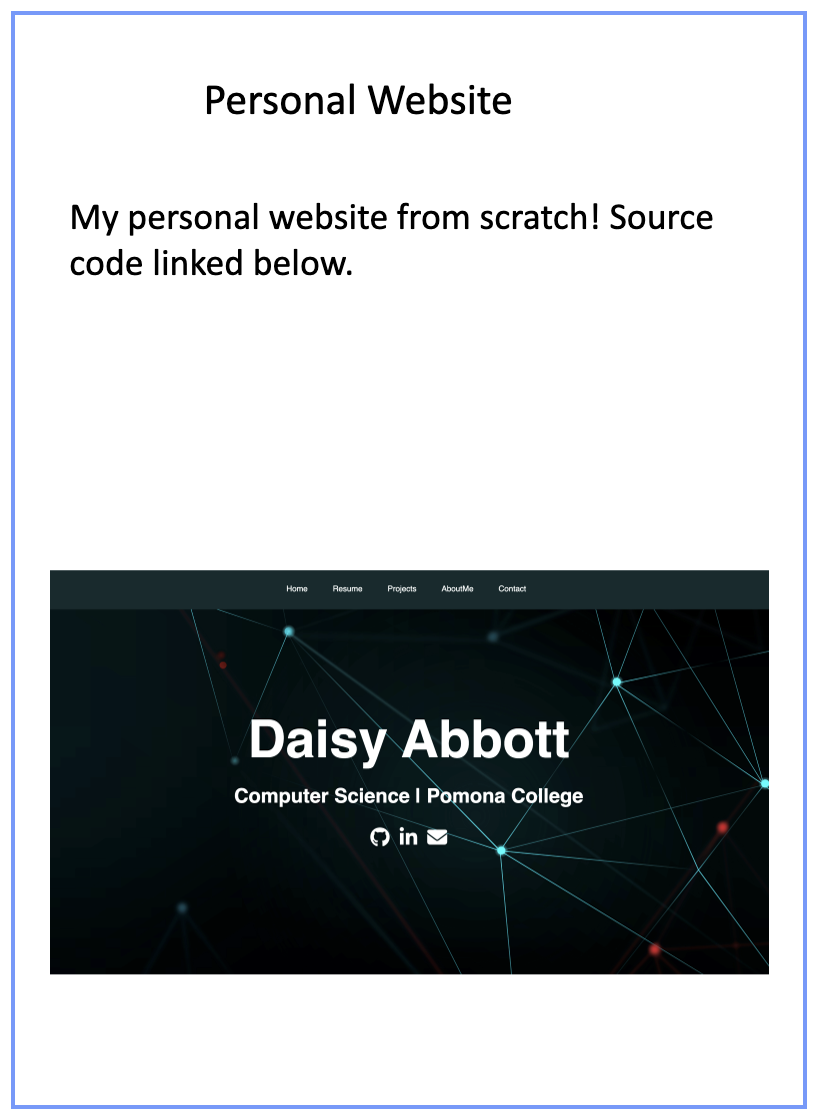 Personal Website
My personal website from scratch! Source
code linked below.
Home Resume Projects AboutMe Contact
Daisy Abbott
Computer Science | Pomona College
in